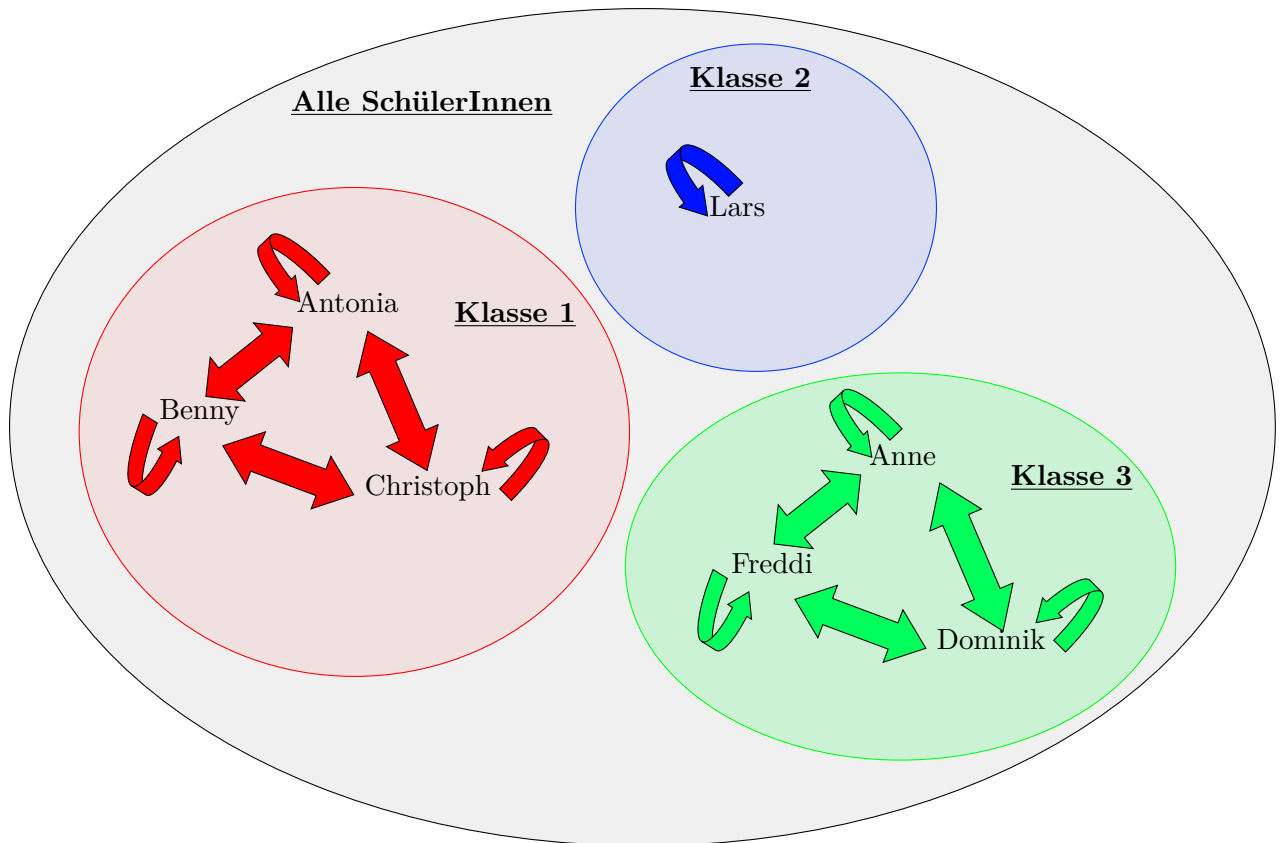 Alle SchülerInnen
Klasse 2
Lars
Klasse 1
Antonia
Benny
Christoph
Klasse 3
Anne
Freddi
Dominik